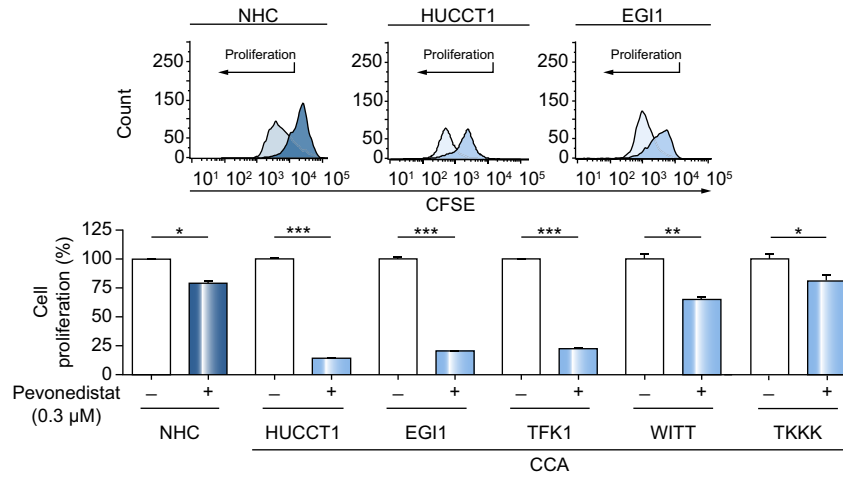 NHC HUCCT1 EGI1
Proliferation Proliferation Proliferation
250 250 250
150 150 150
50 50 50
0 0 0
Count
10¹ 10² 10³ 10⁴ 10⁵ 10¹ 10² 10³ 10⁴ 10⁵ 10¹ 10² 10³ 10⁴ 10⁵
CFSE
125
100
75
50
25
0
Cell
proliferation (%)
* *** *** *** ** *
Pevonedistat – + – + – + – + – + – +
(0.3 µM)
NHC HUCCT1 EGI1 TFK1 WITT TKKK
CCA